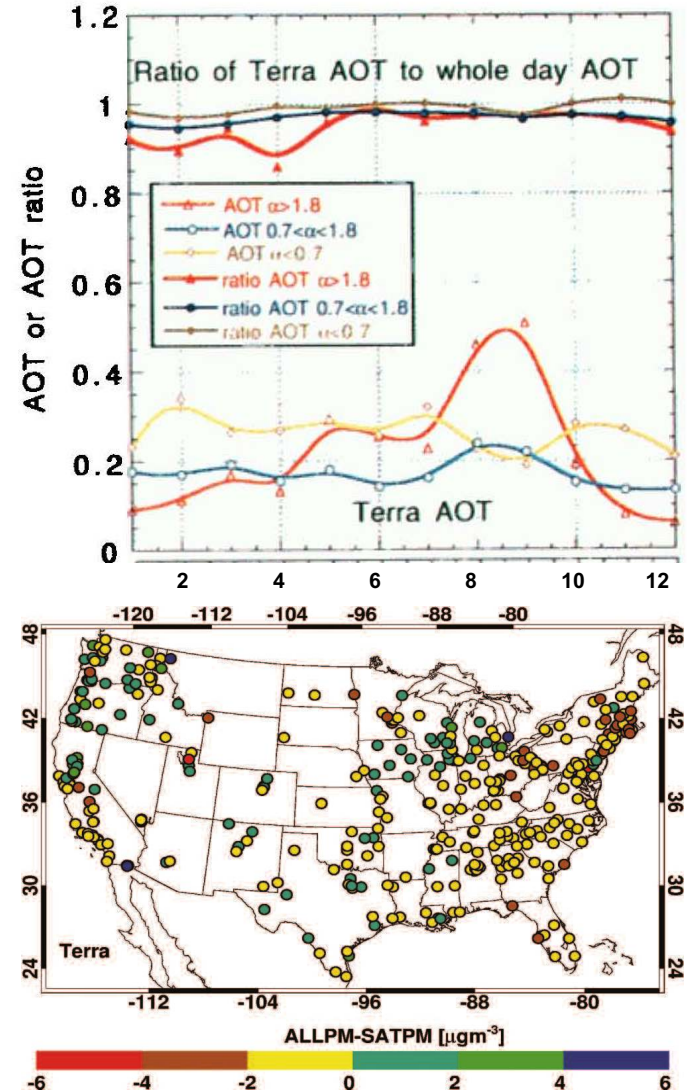 1.2
Ratio of Terra AOT to whole day AOT
1
0.8
AOT α>1.8
AOT 0.7<α<1.8
AOT α<0.7
ratio AOT α>1.8
ratio AOT 0.7<α<1.8
ratio AOT α<0.7
0.6
0.4
0.2
Terra AOT
0
AOT or AOT ratio
2 4 6 8 10 12
-120 -112 -104 -96 -88 -80
48 48
42 42
36 36
30 30
24 24
Terra
-112 -104 -96 -88 -80
ALLPM-SATPM [µgm-3]
-6 -4 -2 0 2 4 6